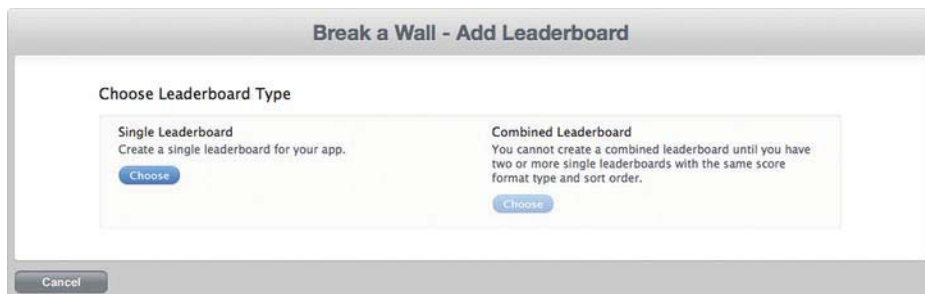 Break a Wall - Add Leaderboard
Choose Leaderboard Type
Single Leaderboard
Create a single leaderboard for your app.
Choose
Combined Leaderboard
You cannot create a combined leaderboard until you have
two or more single leaderboards with the same score
format type and sort order.
Choose
Cancel